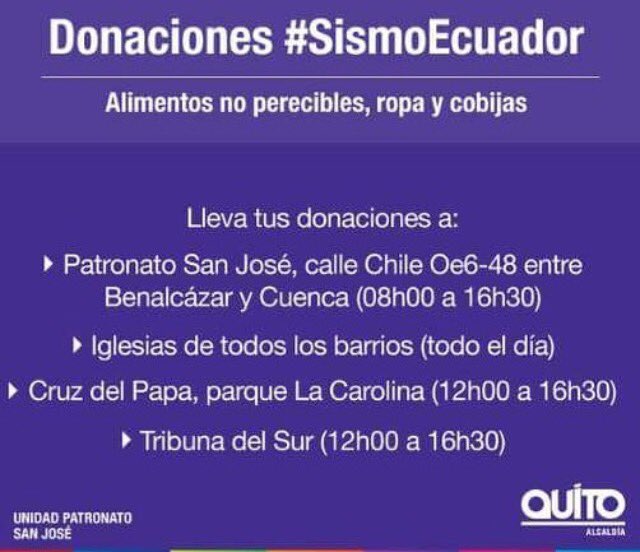 Donaciones #SismoEcuador
Alimentos no perecibles, ropa y cobijas
Lleva tus donaciones a:
Patronato San José, calle Chile Oe6-48 entre
Benalcázar y Cuenca (08h00 a 16h30)
Iglesias de todos los barrios (todo el día)
Cruz del Papa, parque La Carolina (12h00 a 16h30)
Tribuna del Sur (12h00 a 16h30)
UNIDAD PATRONATO
SAN JOSÉ
QUÍTO
ALCALDÍA